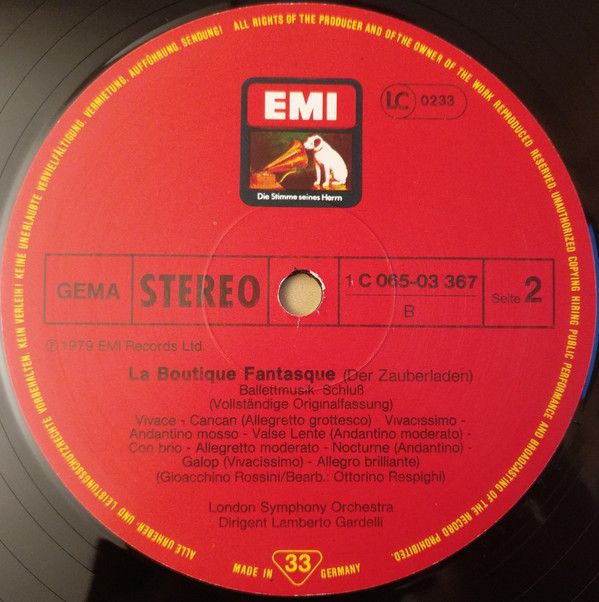 ALLE URHEBER- UND LEISTUNGSSCHUTZRECHTE VORBEHALTEN. KEIN VERLEIH! KEINE UNERLAUBTE VERVIELFÄLTIGUNG, VERMIETUNG, AUFFÜHRUNG, SENDUNG!
ALL RIGHTS OF THE PRODUCER AND OF THE OWNER OF THE WORK REPRODUCED RESERVED UNAUTHORIZED COPYING HIRING PUBLIC PERFORMANCE AND BROADCASTING OF THE RECORD PROHIBITED.
EMI
Die Stimme seines Herrn
LC 0233
GEMA STEREO 1 C 065-03 367 Seite 2
B
℗ 1979 EMI Records Ltd.
La Boutique Fantasque (Der Zauberladen)
Ballettmusik Schluß
(Vollständige Originalfassung)
Vivace - Cancan (Allegretto grottesco) Vivacissimo -
Andantino mosso - Valse Lente (Andantino moderato) -
Con brio - Allegretto moderato - Nocturne (Andantino) -
Galop (Vivacissimo) - Allegro brillante)
(Gioacchino Rossini/Bearb.: Ottorino Respighi)
London Symphony Orchestra
Dirigent Lamberto Gardelli
MADE IN 33 GERMANY